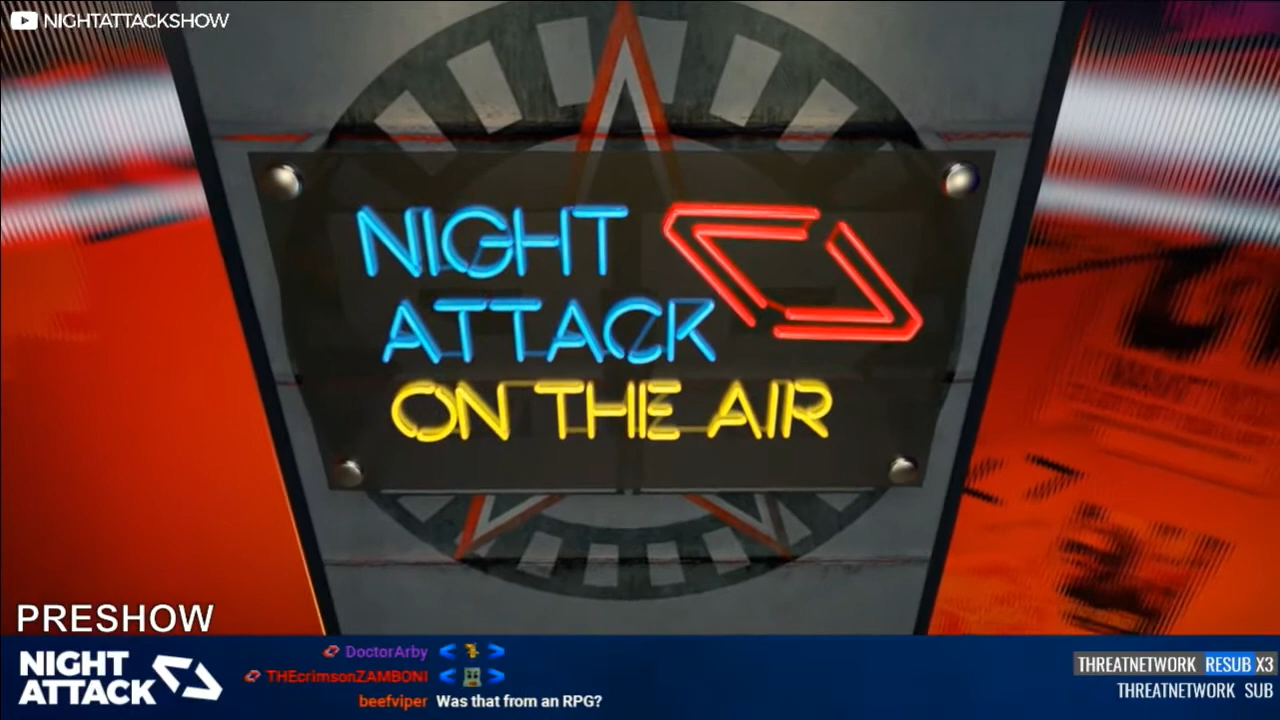 NIGHTATTACKSHOW
NIGHT
ATTACK
ON THE AIR
PRESHOW
NIGHT
ATTACK
DoctorArby
THEcrimsonZAMBONI
beefviper Was that from an RPG?
THREATNETWORK RESUB X3
THREATNETWORK SUB